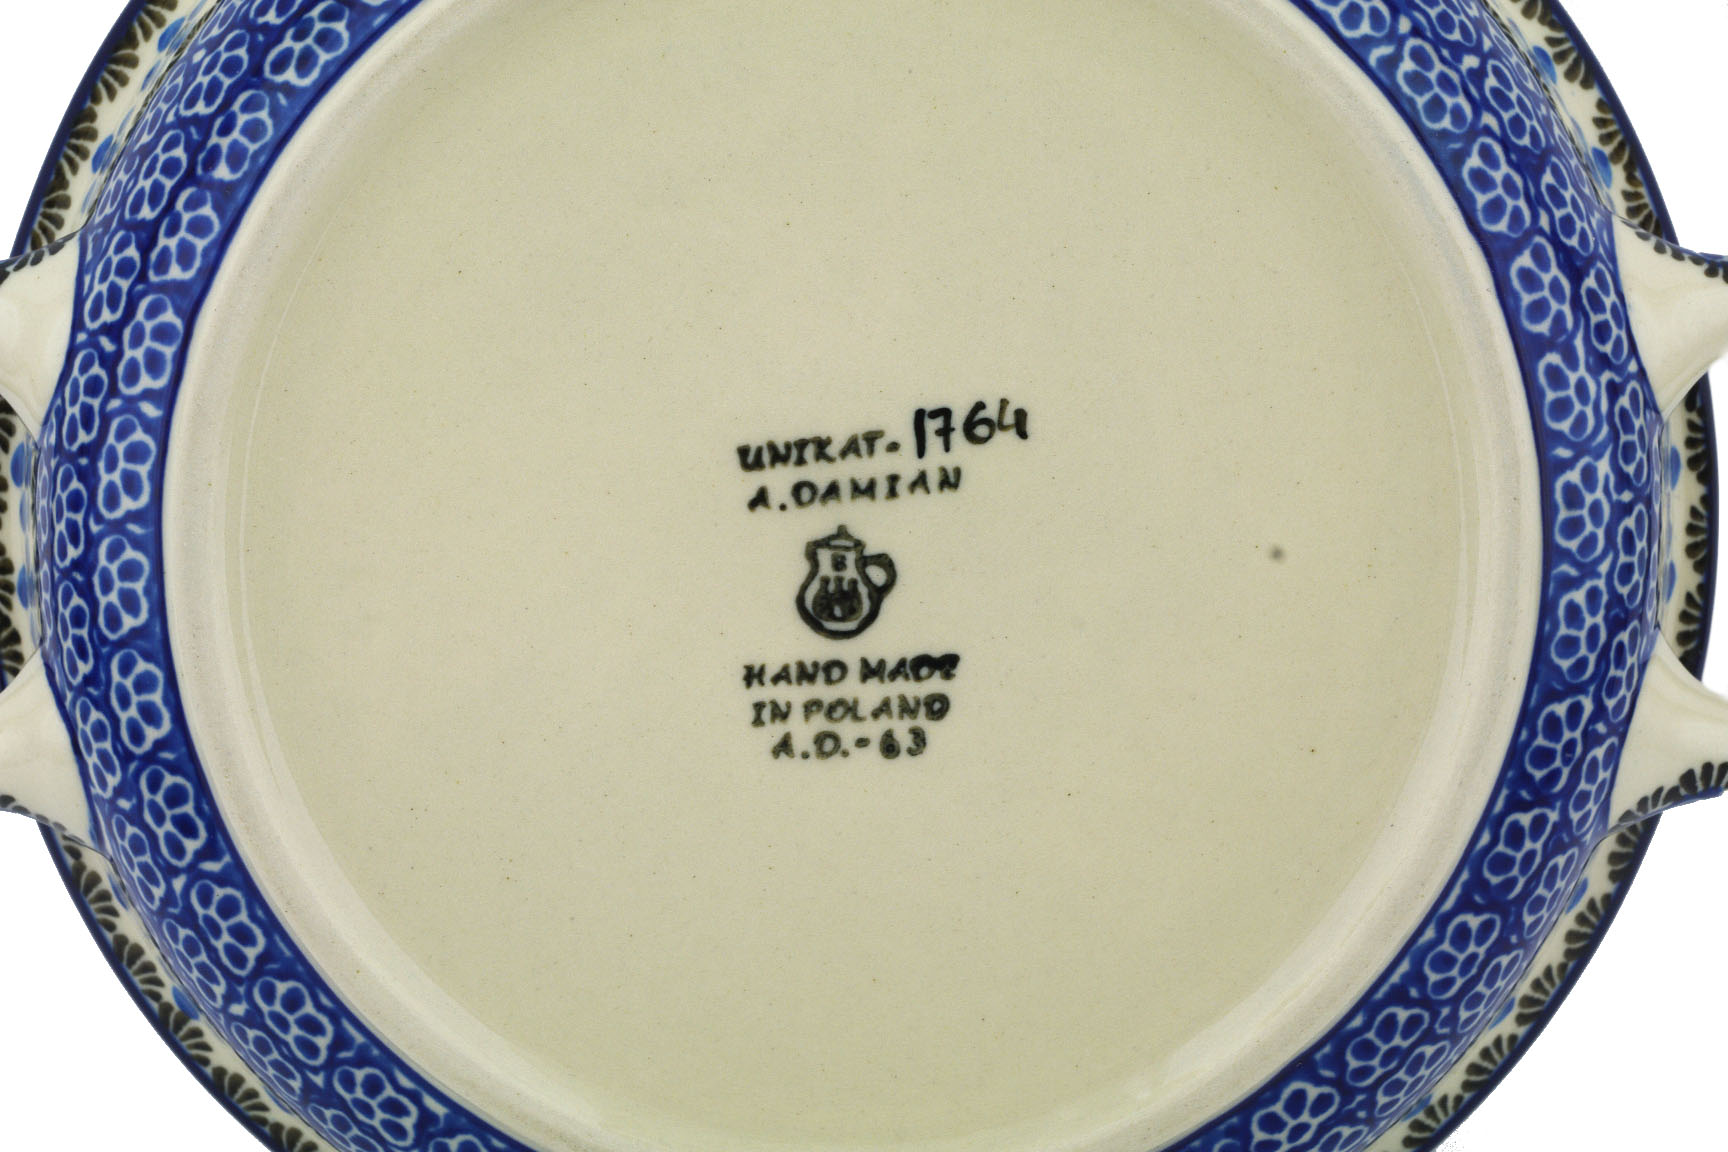 UNIKAT-1764
A.DAMIAN
B
HAND MADE
IN POLAND
A.D.-63